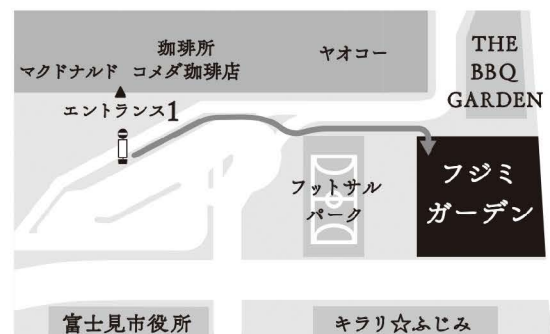 珈琲所
マクドナルド コメダ珈琲店
ヤオコー
THE
BBQ
GARDEN
エントランス1
フットサル
パーク
フジミ
ガーデン
富士見市役所
キラリ☆ふじみ